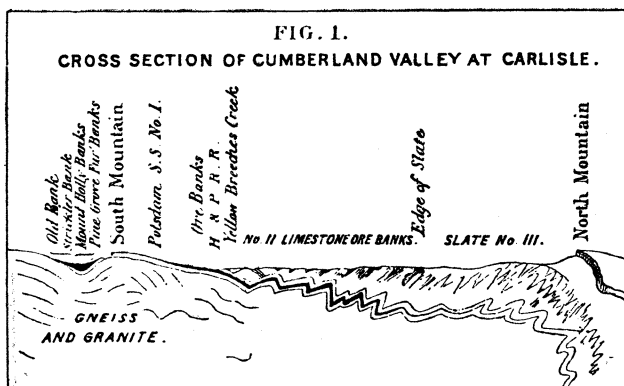 FIG. 1.
CROSS SECTION OF CUMBERLAND VALLEY AT CARLISLE.
Old Bank
Strickler Bank
Mount Holly Banks
Pine Grove Fur' Banks
South Mountain
Potsdam S.S. No. 1.
Ore Banks
H & P R. R.
Yellow Breeches Creek
No. II LIMESTONE ORE BANKS.
Edge of Slate
SLATE No. III.
North Mountain
GNEISS
AND GRANITE.